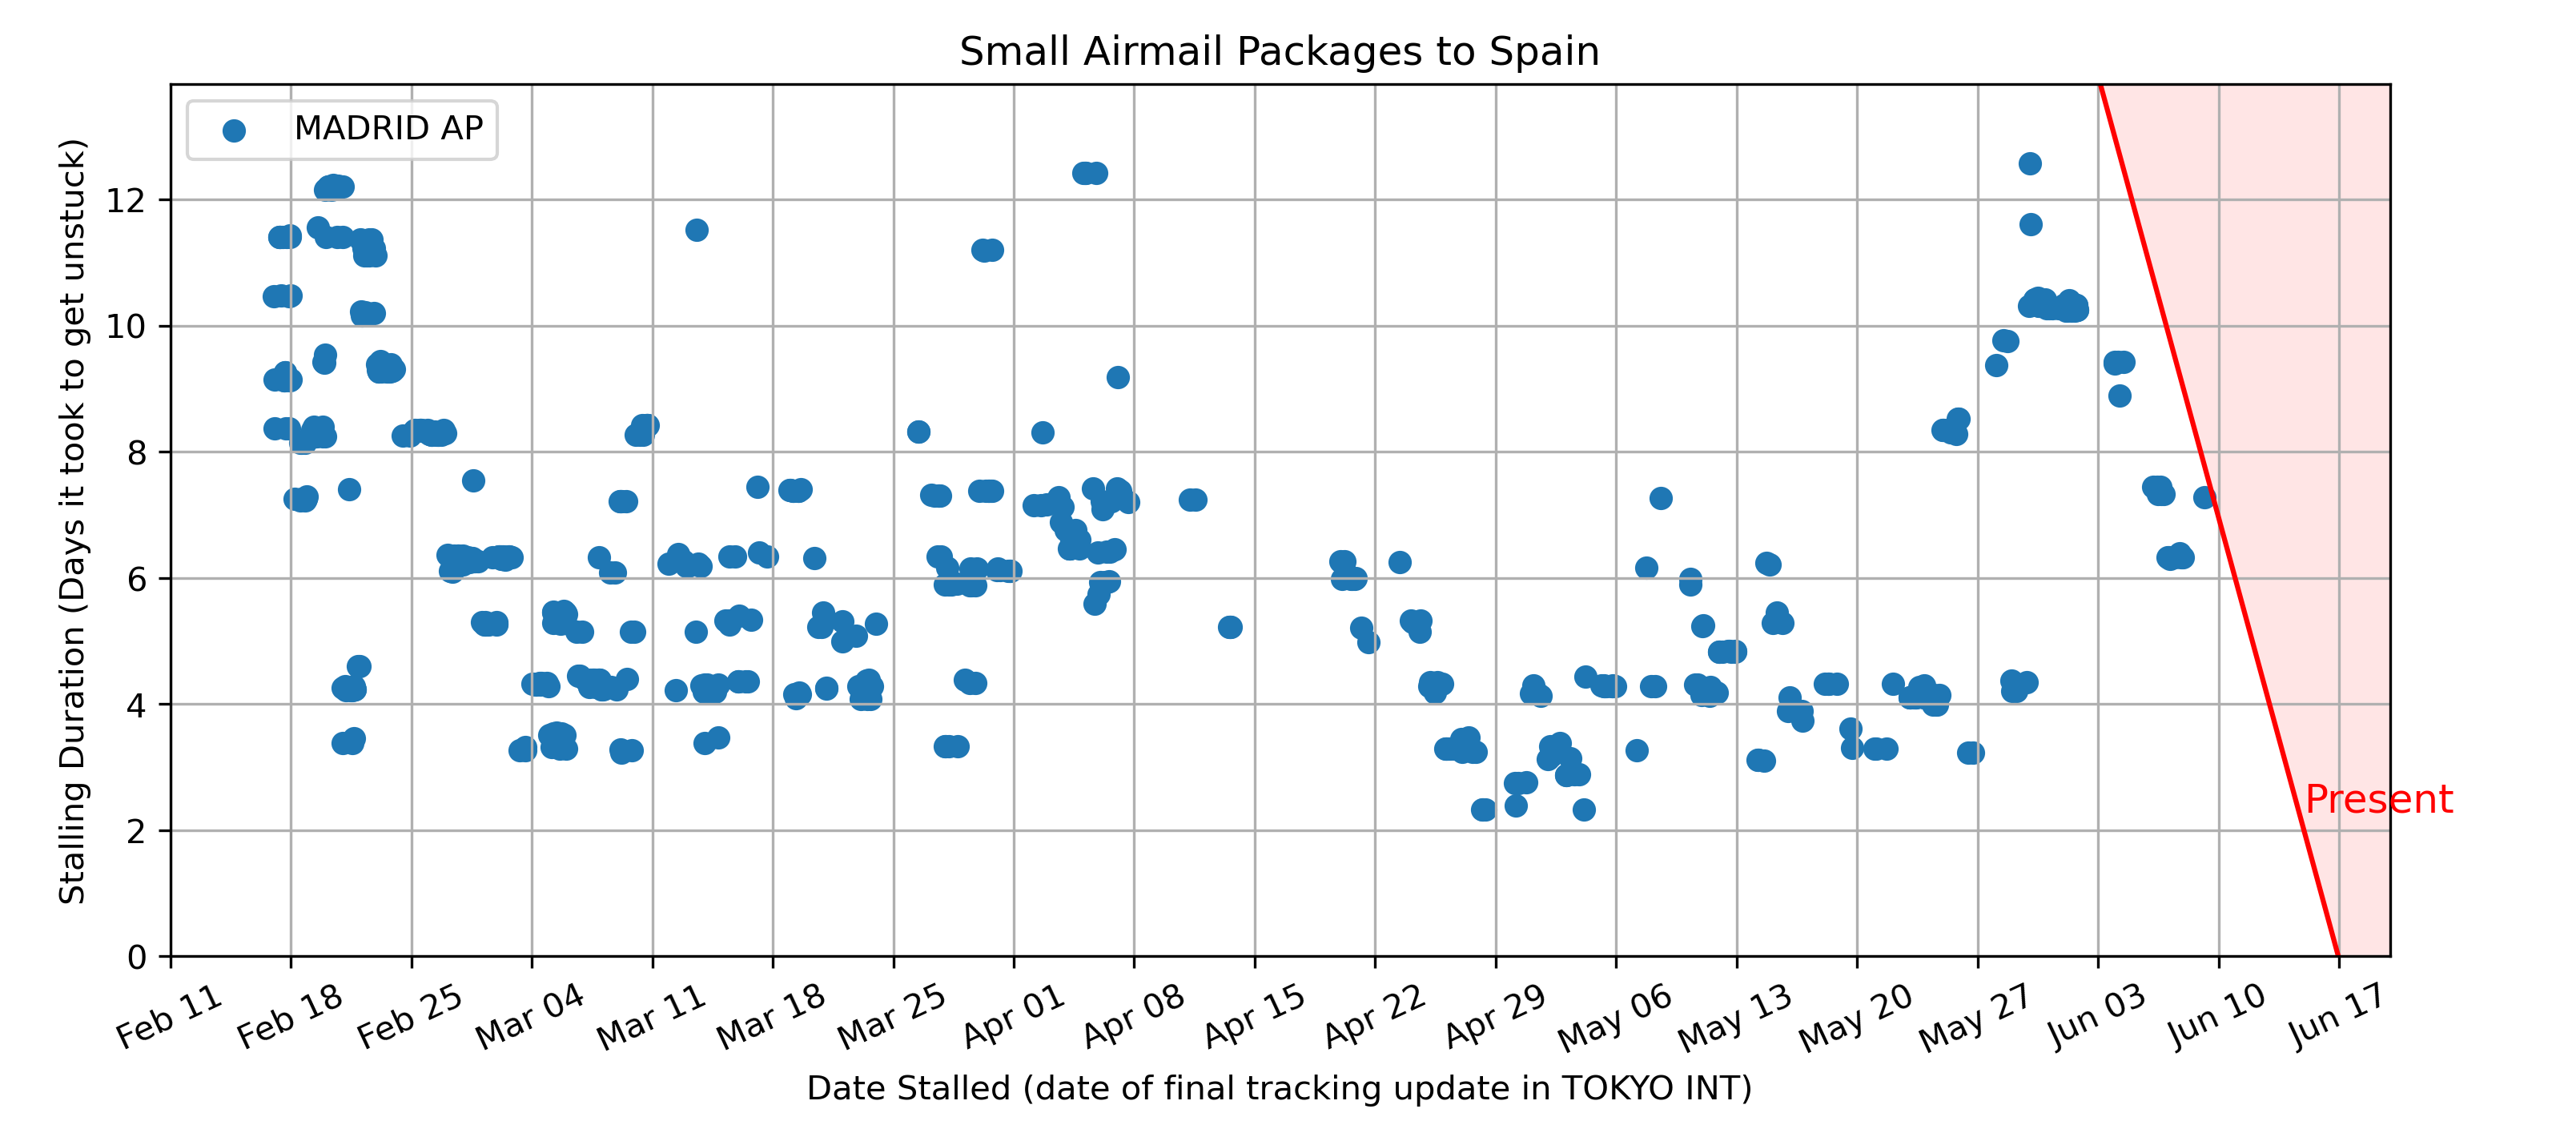 Small Airmail Packages to Spain
MADRID AP
Stalling Duration (Days it took to get unstuck)
12
10
8
6
4
2
0
Present
Feb 11
Feb 18
Feb 25
Mar 04
Mar 11
Mar 18
Mar 25
Apr 01
Apr 08
Apr 15
Apr 22
Apr 29
May 06
May 13
May 20
May 27
Jun 03
Jun 10
Jun 17
Date Stalled (date of final tracking update in TOKYO INT)